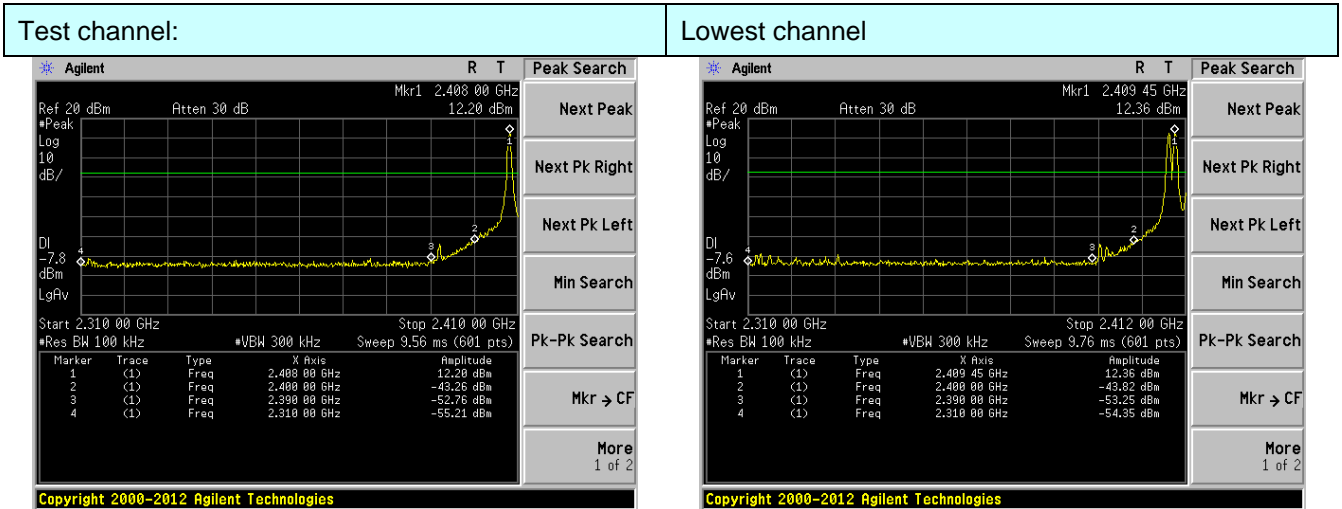 Test channel: Lowest channel
Agilent R T Peak Search
Mkr1 2.408 00 GHz
Ref 20 dBm Atten 30 dB 12.20 dBm
#Peak
Log
10
dB/
1
2
3
4
DI
-7.8
dBm
LgAv
Start 2.310 00 GHz Stop 2.410 00 GHz
#Res BW 100 kHz #VBW 300 kHz Sweep 9.56 ms (601 pts)
Marker Trace Type X Axis Amplitude
1 (1) Freq 2.408 00 GHz 12.20 dBm
2 (1) Freq 2.400 00 GHz -43.26 dBm
3 (1) Freq 2.390 00 GHz -52.76 dBm
4 (1) Freq 2.310 00 GHz -55.21 dBm
Next Peak
Next Pk Right
Next Pk Left
Min Search
Pk-Pk Search
Mkr → CF
More
1 of 2
Copyright 2000-2012 Agilent Technologies
Agilent R T Peak Search
Mkr1 2.409 45 GHz
Ref 20 dBm Atten 30 dB 12.36 dBm
#Peak
Log
10
dB/
1
2
3
4
DI
-7.6
dBm
LgAv
Start 2.310 00 GHz Stop 2.412 00 GHz
#Res BW 100 kHz #VBW 300 kHz Sweep 9.76 ms (601 pts)
Marker Trace Type X Axis Amplitude
1 (1) Freq 2.409 45 GHz 12.36 dBm
2 (1) Freq 2.400 00 GHz -43.82 dBm
3 (1) Freq 2.390 00 GHz -53.25 dBm
4 (1) Freq 2.310 00 GHz -54.35 dBm
Next Peak
Next Pk Right
Next Pk Left
Min Search
Pk-Pk Search
Mkr → CF
More
1 of 2
Copyright 2000-2012 Agilent Technologies